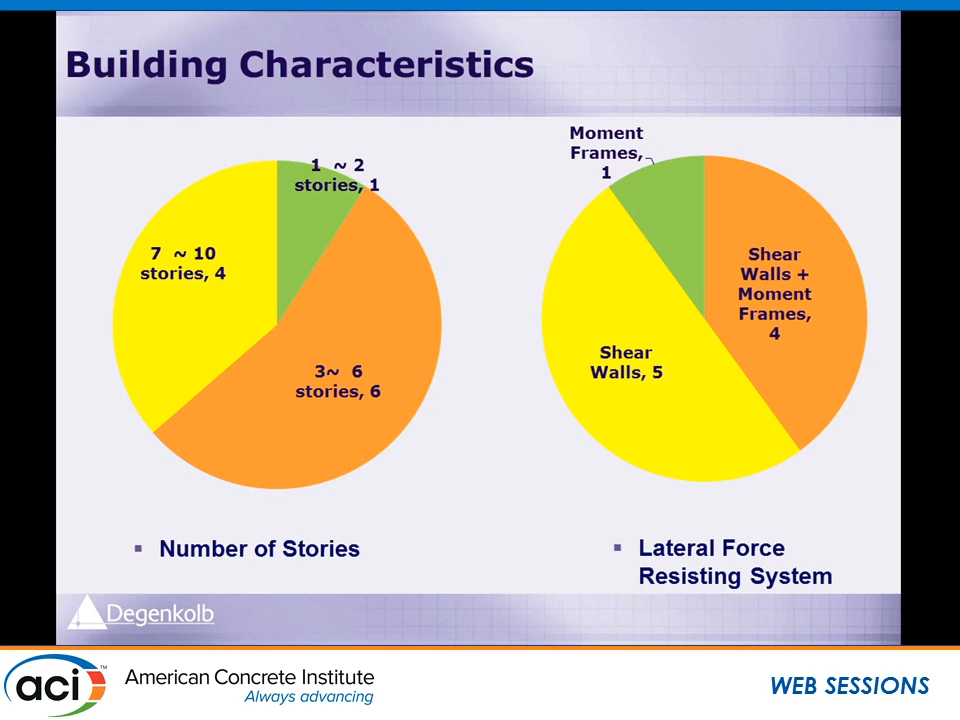 Building Characteristics
1 ~ 2
stories, 1
7 ~ 10
stories, 4
3~ 6
stories, 6
Number of Stories
Moment
Frames,
1
Shear
Walls +
Moment
Frames,
4
Shear
Walls, 5
Lateral Force
Resisting System
Degenkolb
aci™
American Concrete Institute
Always advancing
WEB SESSIONS